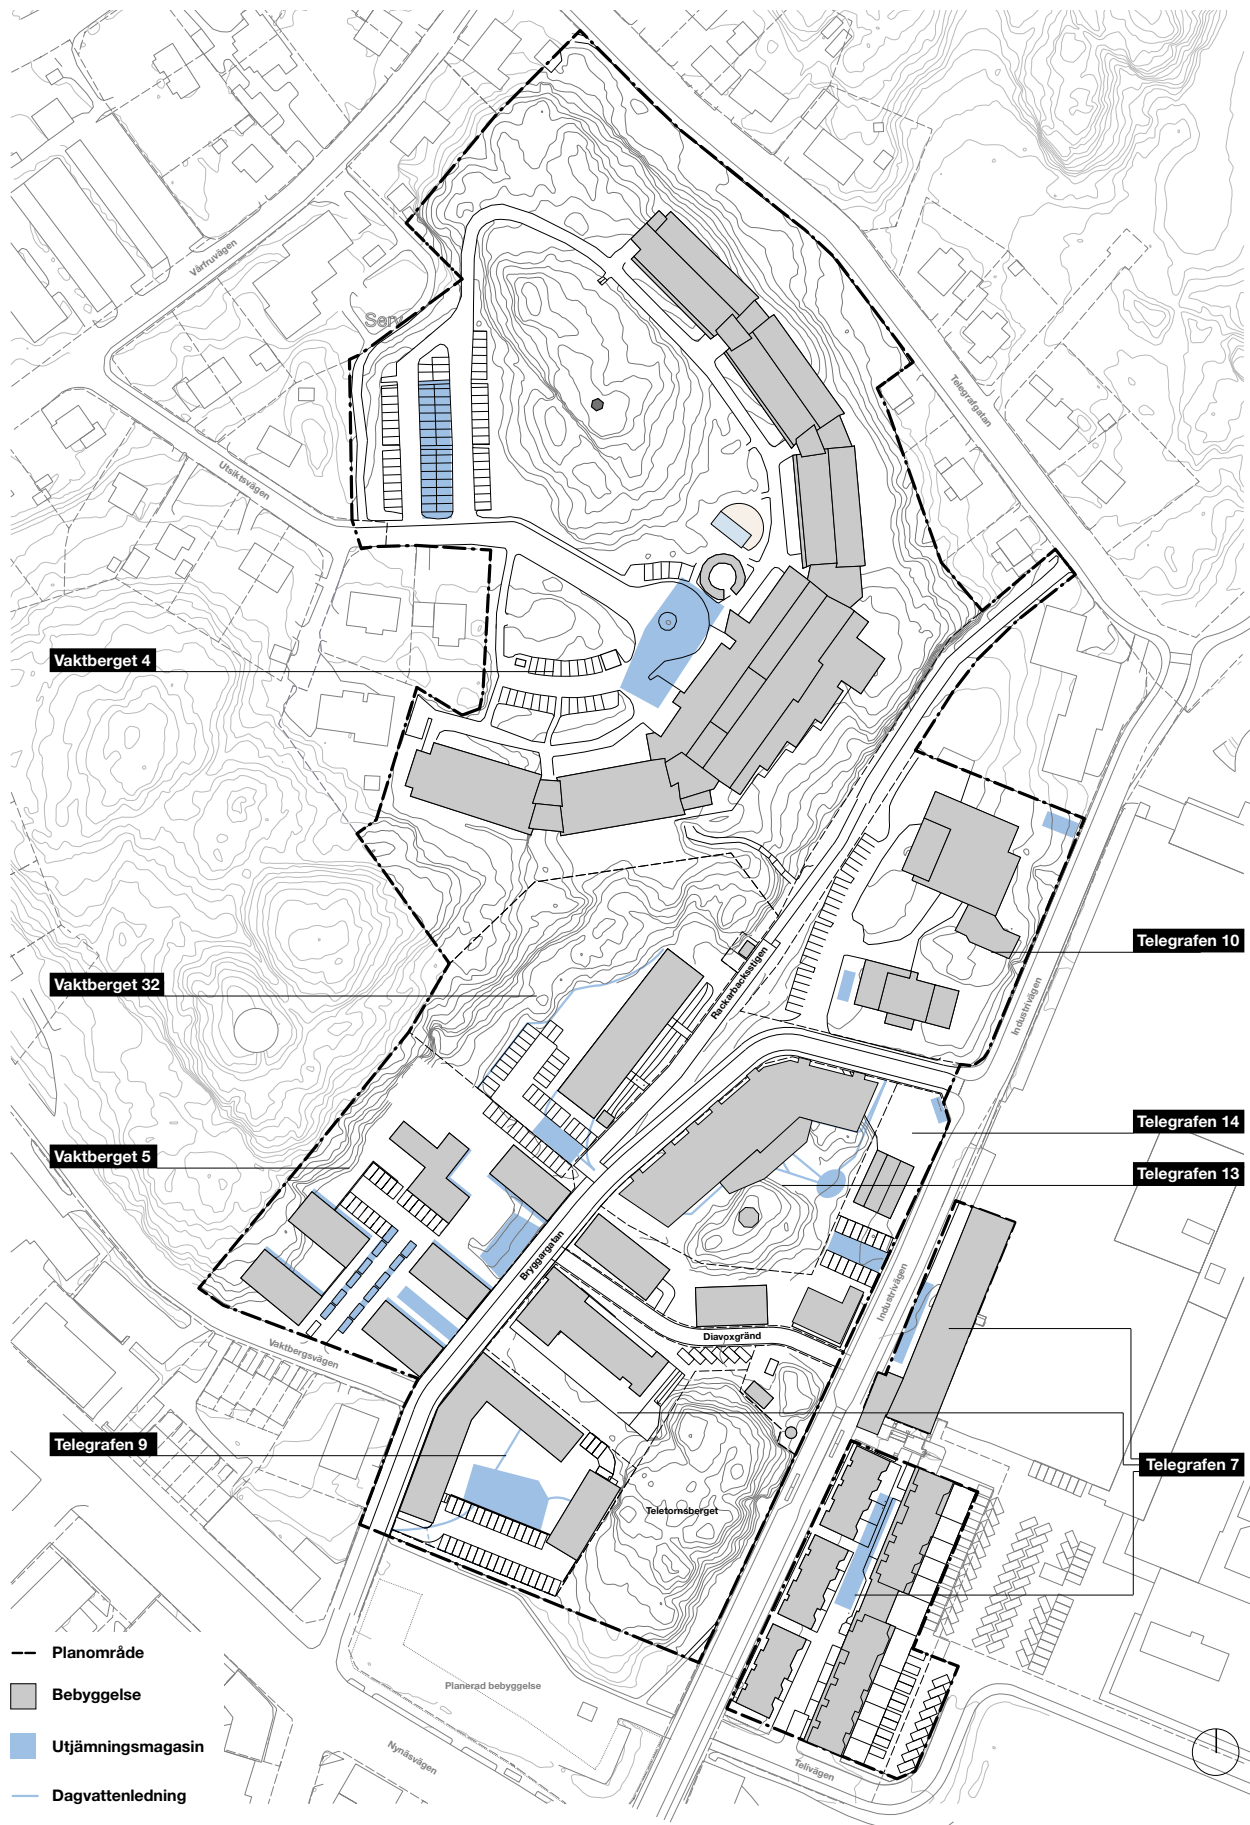 Vårfruvägen
Serv
Telegrafgatan
Utsiktsvägen
Vaktberget 4
Telegrafen 10
Rackarbacksstigen
Vaktberget 32
Industrivägen
Telegrafen 14
Vaktberget 5
Telegrafen 13
Bryggargatan
Industrivägen
Diavoxgränd
Vaktbergsvägen
Telegrafen 9
Telegrafen 7
Teletornsberget
Planområde
Bebyggelse
Planerad bebyggelse
Utjämningsmagasin
Nynäsvägen
Telivägen
Dagvattenledning